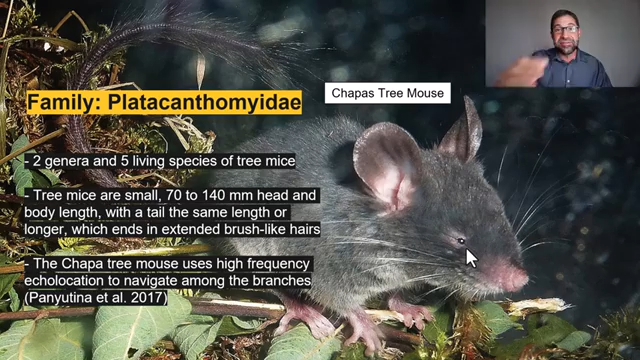 Chapas Tree Mouse
Family: Platacanthomyidae
- 2 genera and 5 living species of tree mice
- Tree mice are small, 70 to 140 mm head and
body length, with a tail the same length or
longer, which ends in extended brush-like hairs
- The Chapa tree mouse uses high frequency
echolocation to navigate among the branches
(Panyutina et al. 2017)